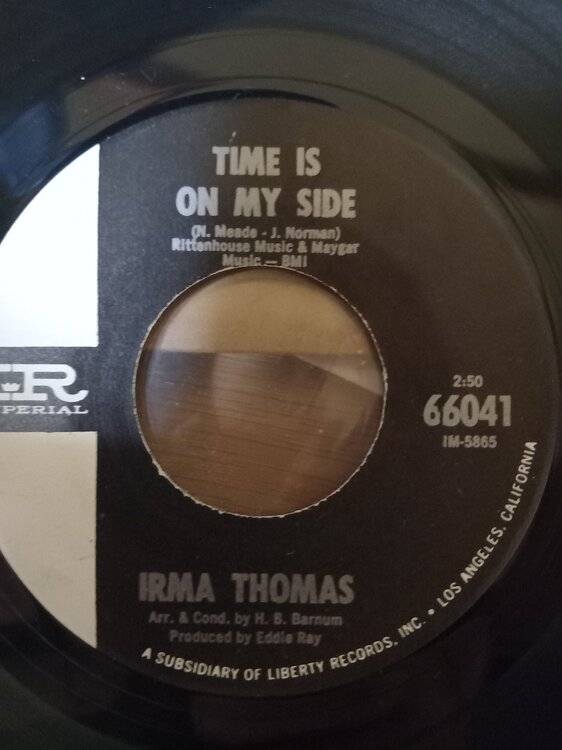 TIME IS
ON MY SIDE
(N. Meade - J. Norman)
Rittenhouse Music & Maygar
Music — BMI
IR
IMPERIAL
2:50
66041
IM-5865
IRMA THOMAS
Arr. & Cond. by H. B. Barnum
Produced by Eddie Ray
A SUBSIDIARY OF LIBERTY RECORDS, INC. • LOS ANGELES, CALIFORNIA